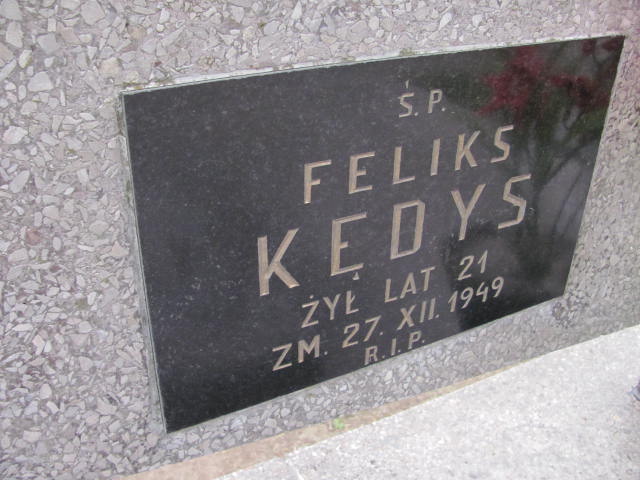 Ś.P.
FELIKS
KĘDYS
ŻYŁ LAT 21
ZM. 27. XII. 1949
R.I.P.